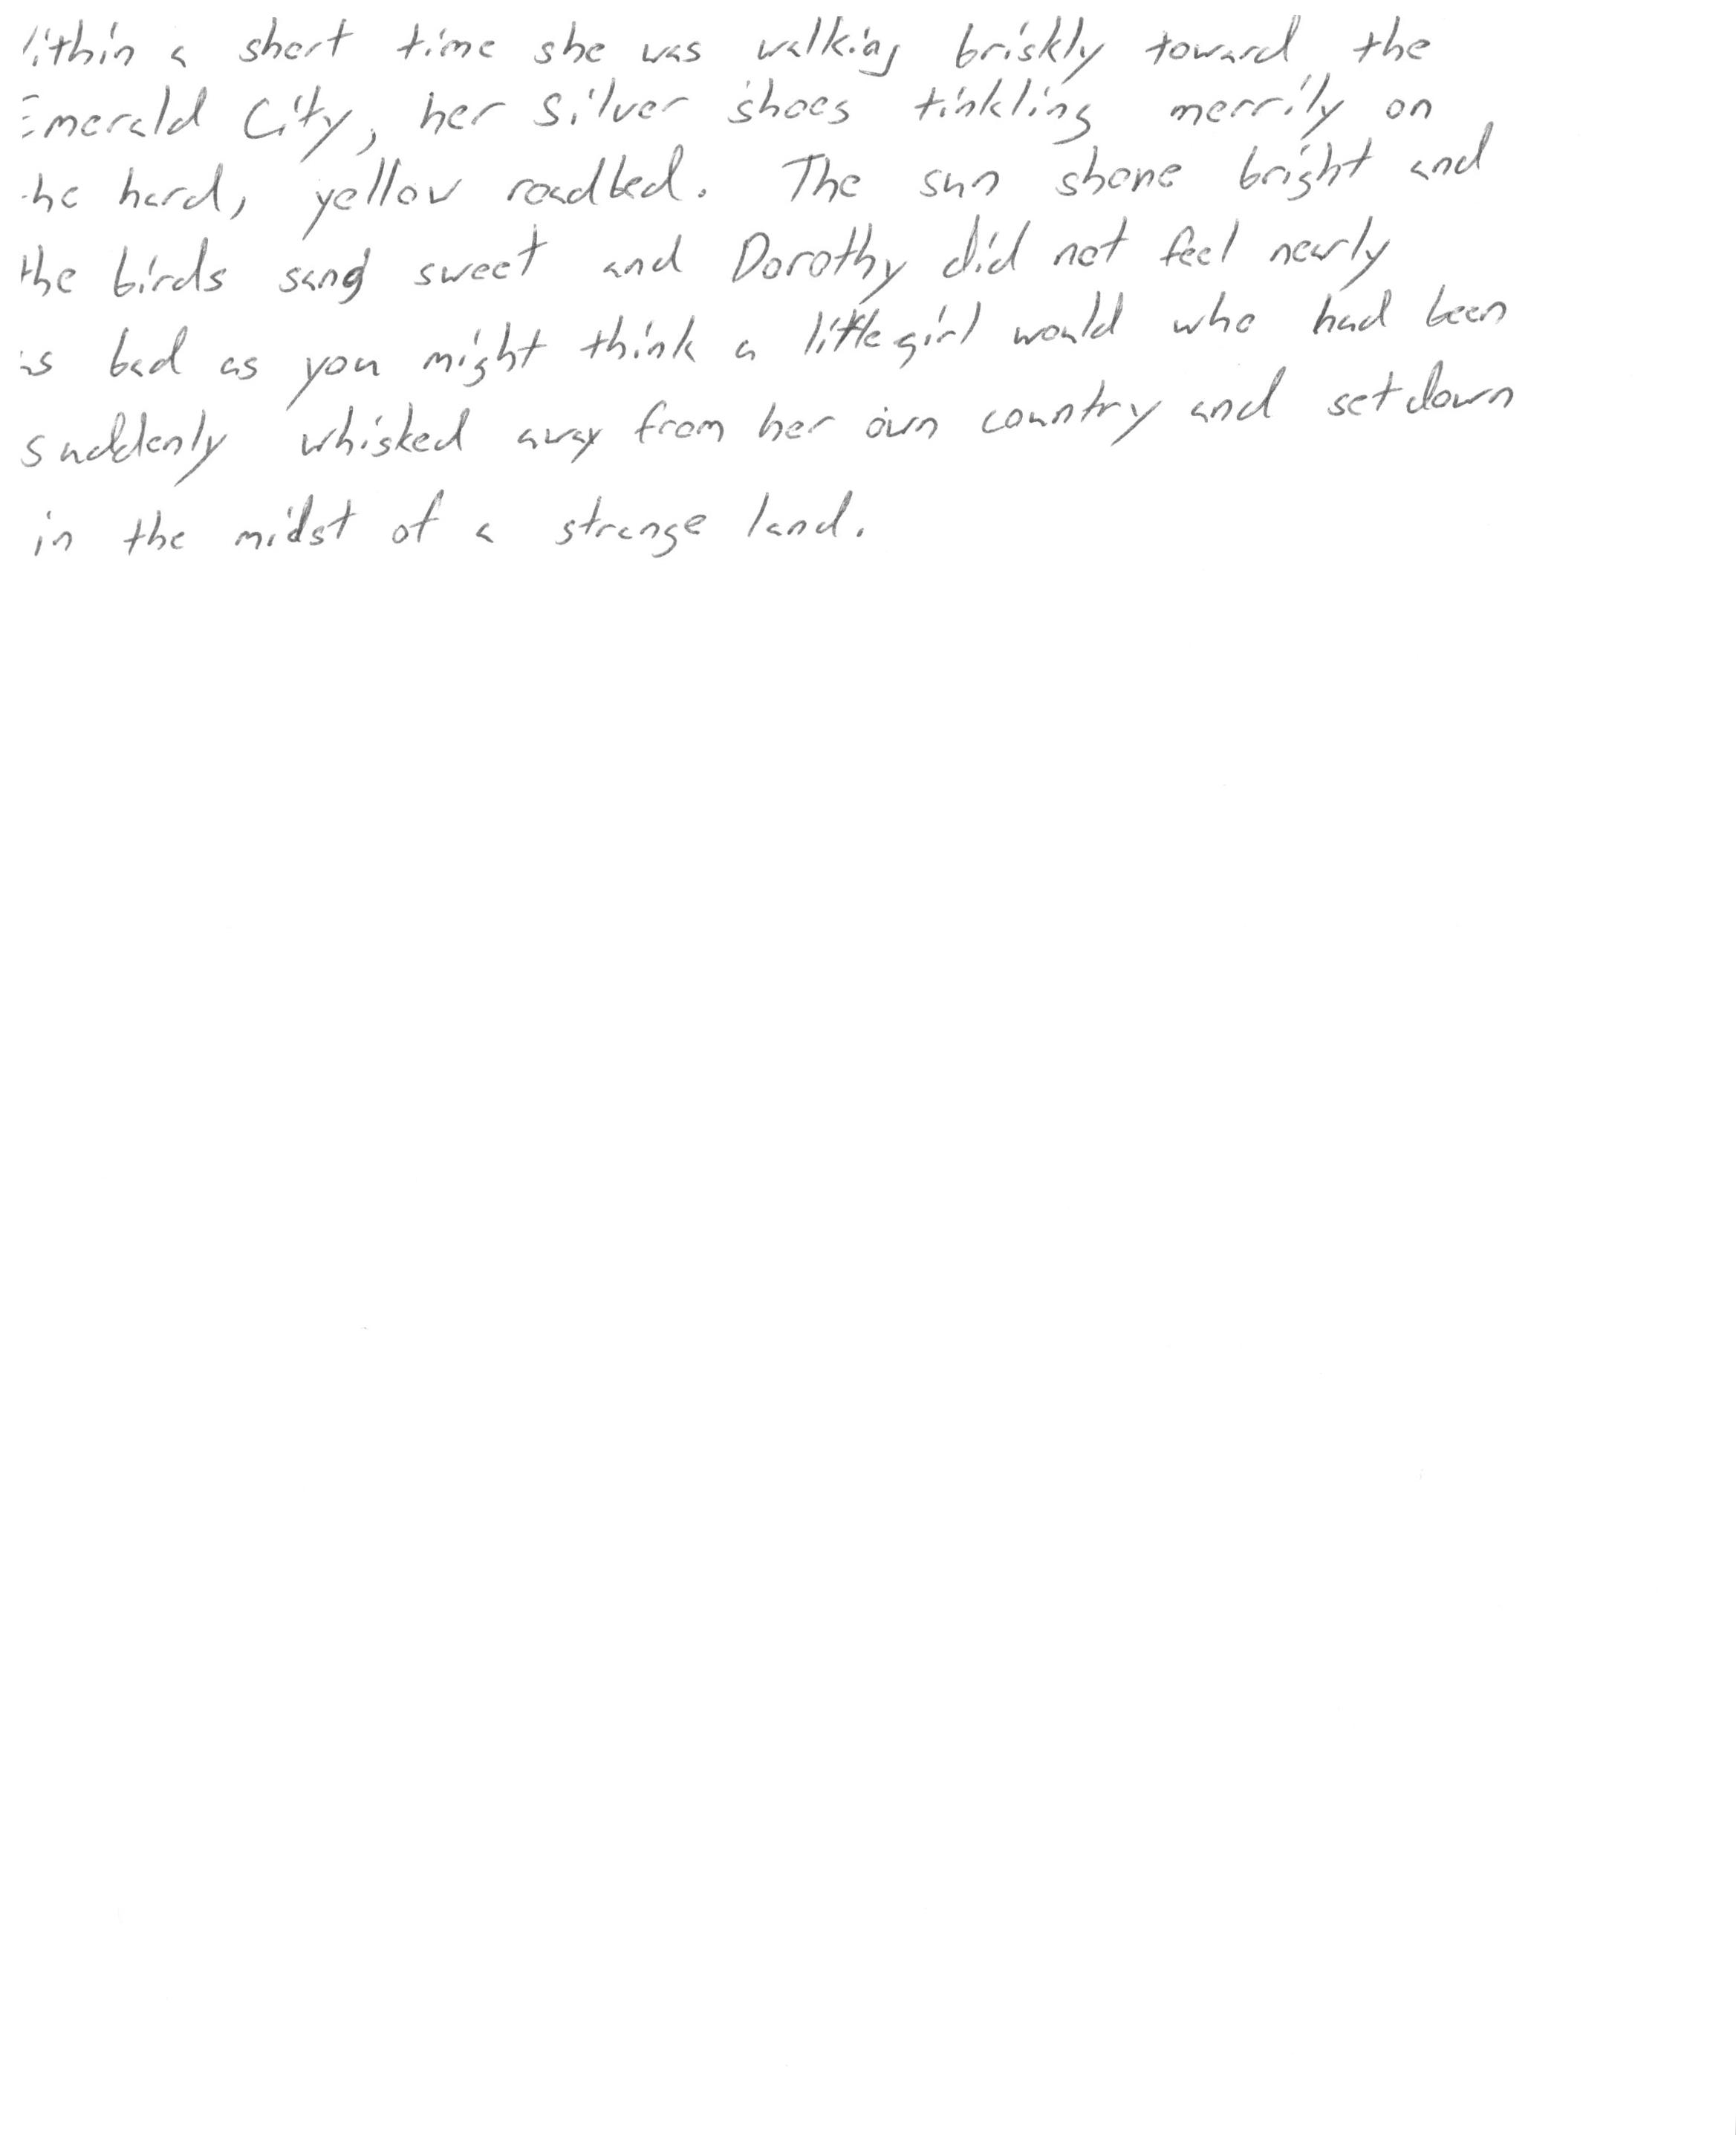 Within a short time she was walking briskly toward the
Emerald City, her Silver shoes tinkling merrily on
the hard, yellow roadbed. The sun shone bright and
the birds sang sweet and Dorothy did not feel nearly
as bad as you might think a little girl would who had been
suddenly whisked away from her own country and set down
in the midst of a strange land.